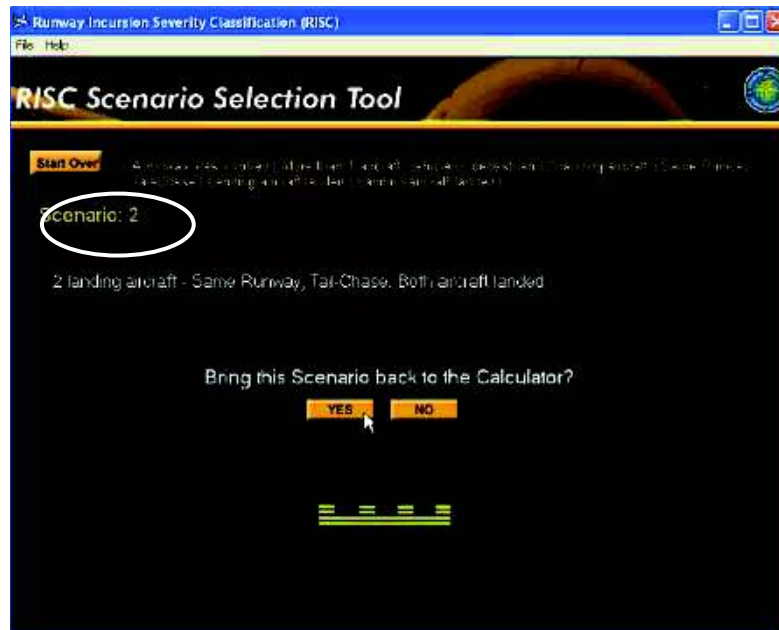 Runway Incursion Severity Classification (RISC)
File Help
RISC Scenario Selection Tool
Start Over
Scenario: 2
2 landing aircraft - Same Runway, Tail-Chase. Both aircraft landed
Bring this Scenario back to the Calculator?
YES NO